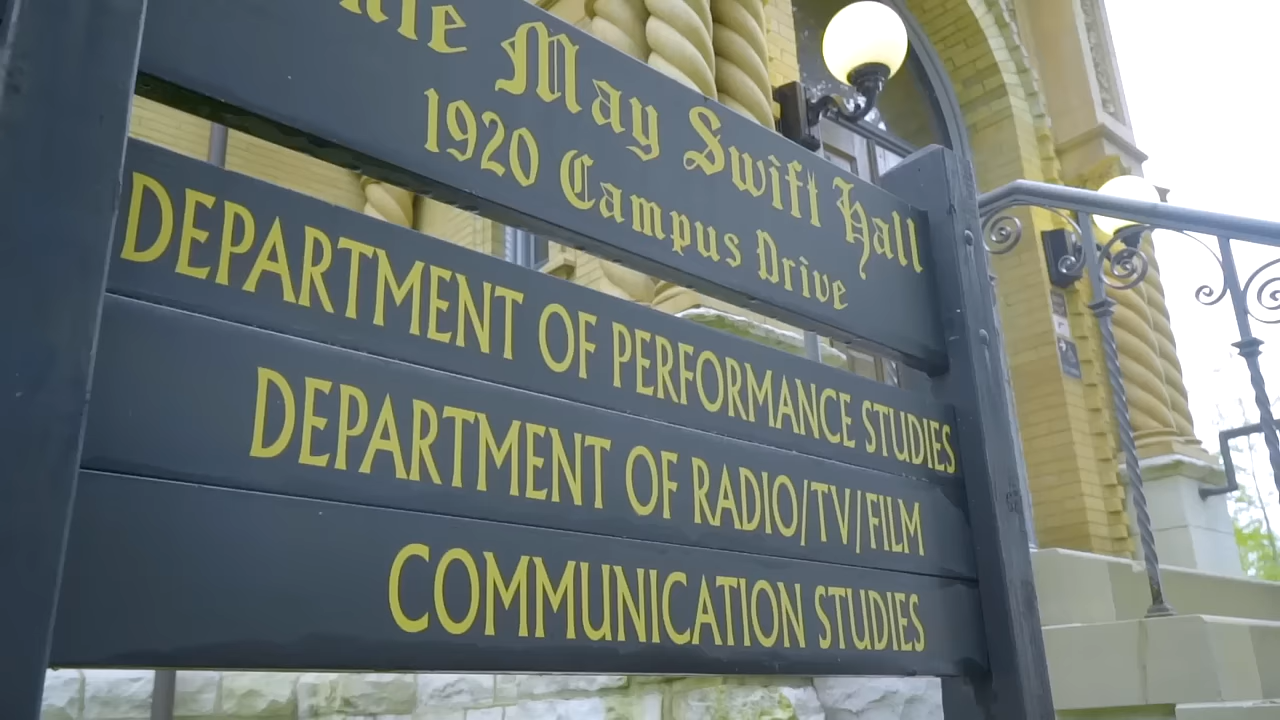 May Swift Hall
1920 Campus Drive
DEPARTMENT OF PERFORMANCE STUDIES
DEPARTMENT OF RADIO/TV/FILM
COMMUNICATION STUDIES